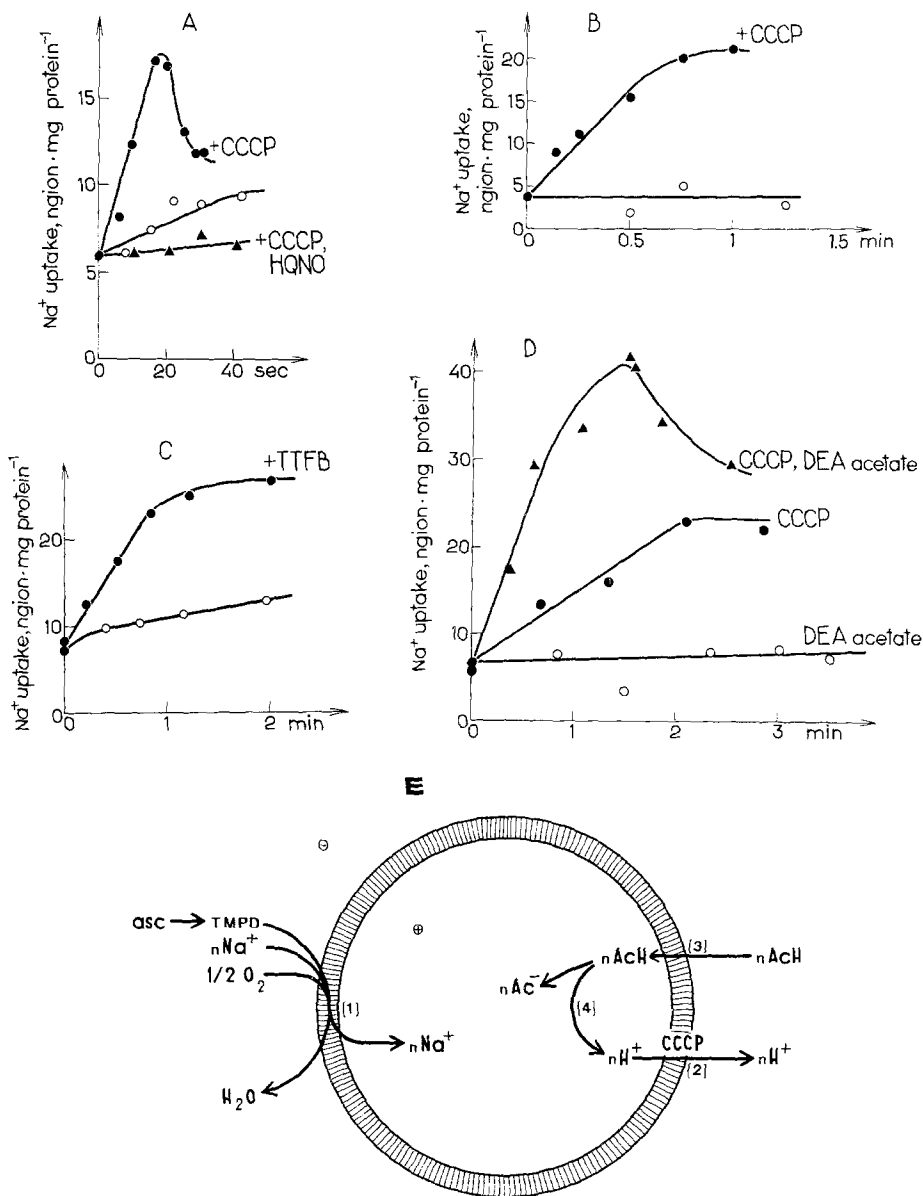 A
Na⁺ uptake, ngion·mg protein⁻¹
15
10
5
0
0
20
40 sec
+CCCP
+CCCP,
HQNO
B
Na⁺ uptake,
ngion·mg protein⁻¹
20
15
10
5
0
0
0.5
1
1.5
min
+CCCP
C
Na⁺ uptake, ngion·mg protein⁻¹
20
10
0
0
1
2
min
+TTFB
D
Na⁺ uptake, ngion·mg protein⁻¹
40
30
20
10
0
0
1
2
3
min
CCCP, DEA acetate
CCCP
DEA acetate
E
⊖
⊕
asc → TMPD
nNa⁺
1/2 O₂
{1}
nNa⁺
H₂O
nAcH
{3}
nAcH
nAc⁻
{4}
CCCP
nH⁺
{2}
nH⁺